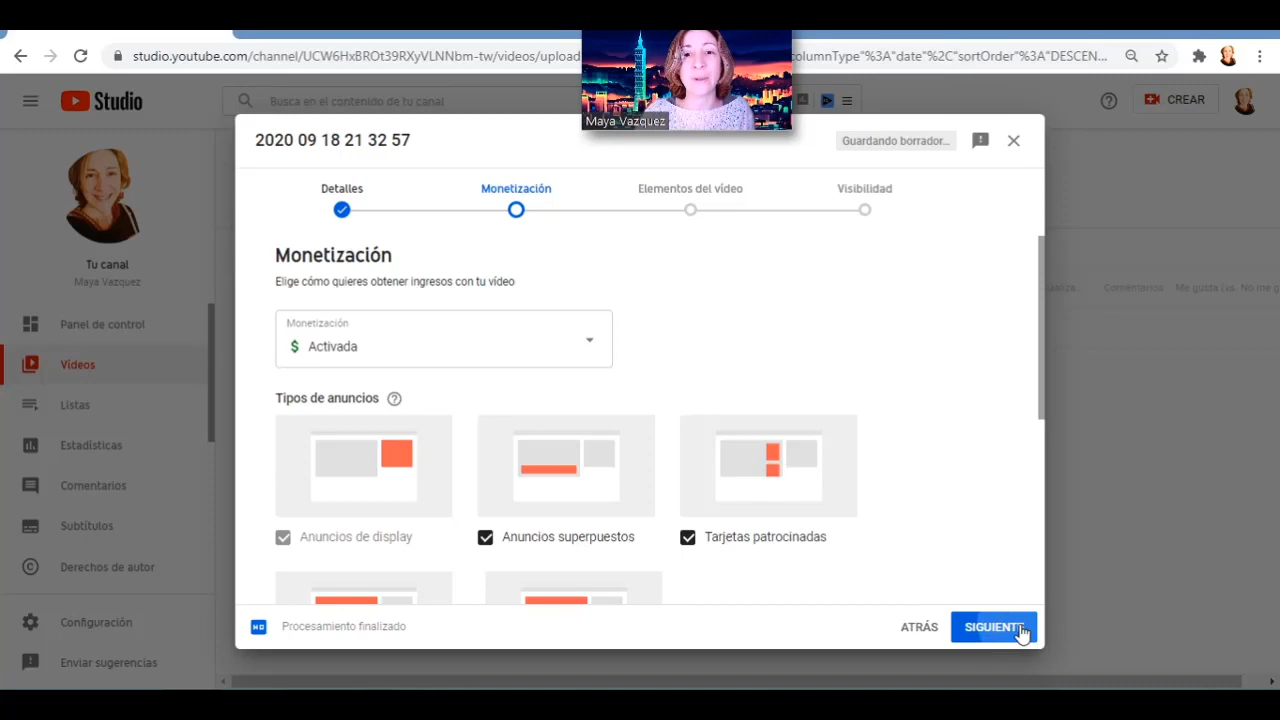 studio.youtube.com/channel/UCW6HxBROt39RXyVLNNbm-tw/videos/upload
columnType"%3A"date"%2C"sortOrder"%3A"DESCEN...
Studio
Busca en el contenido de tu canal
CREAR
Maya Vazquez
2020 09 18 21 32 57
Guardando borrador...
Detalles
Monetización
Elementos del vídeo
Visibilidad
Tu canal
Maya Vazquez
Panel de control
Vídeos
Listas
Estadísticas
Comentarios
Subtítulos
Derechos de autor
Configuración
Enviar sugerencias
Monetización
Elige cómo quieres obtener ingresos con tu vídeo
Monetización
$ Activada
Tipos de anuncios
Anuncios de display
Anuncios superpuestos
Tarjetas patrocinadas
Comentarios
Me gusta
No me g
HD
Procesamiento finalizado
ATRÁS
SIGUIENTE